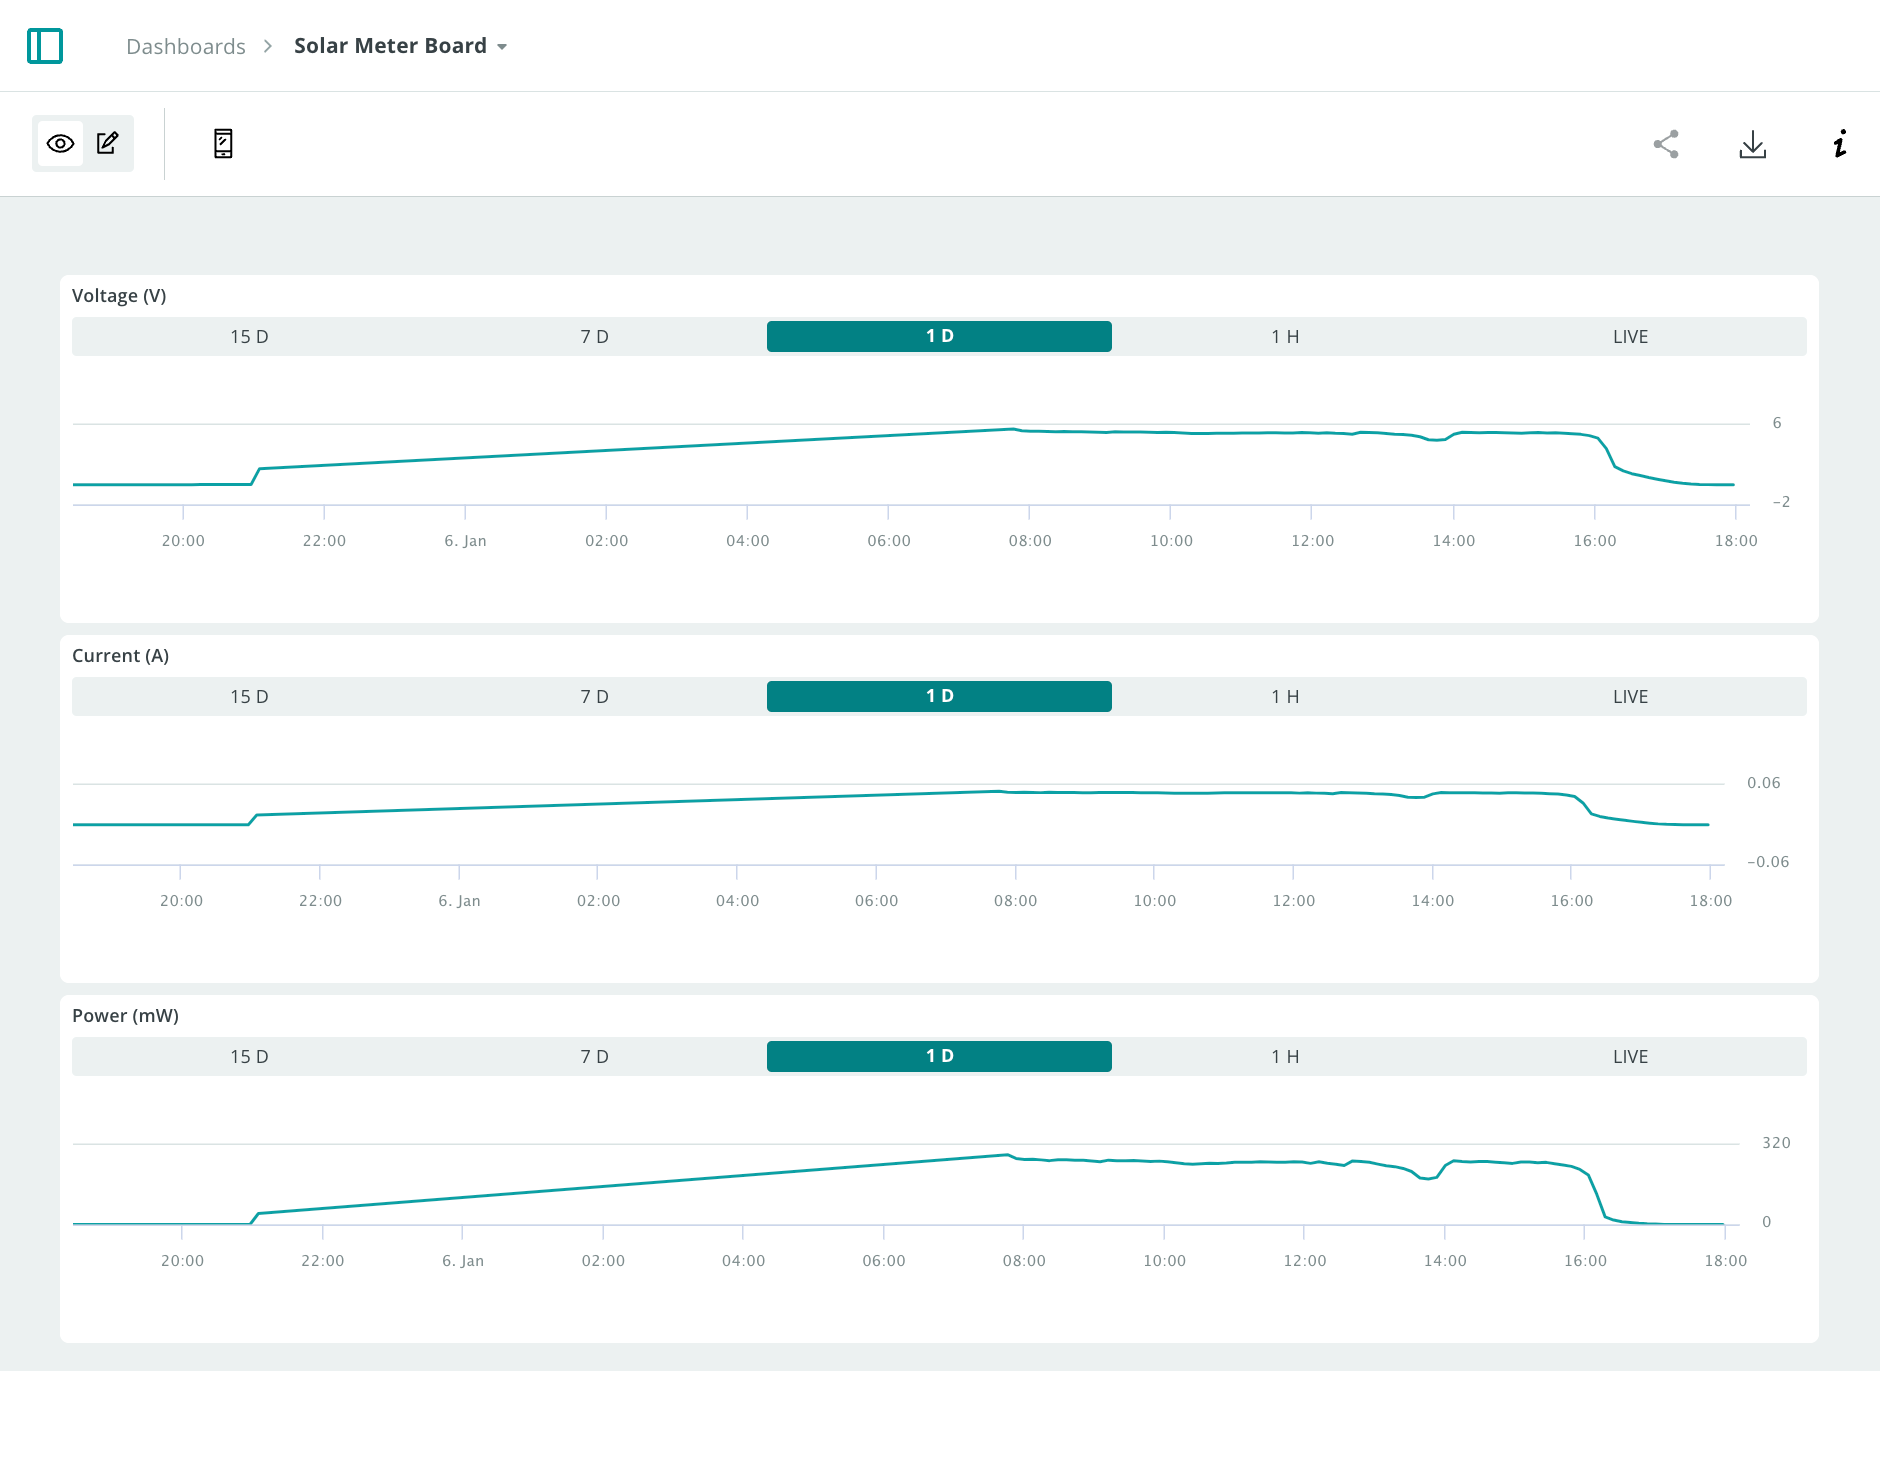 Dashboards > Solar Meter Board
Voltage (V)
15 D 7 D 1 D 1 H LIVE
6
−2
20:00 22:00 6. Jan 02:00 04:00 06:00 08:00 10:00 12:00 14:00 16:00 18:00
Current (A)
15 D 7 D 1 D 1 H LIVE
0.06
−0.06
20:00 22:00 6. Jan 02:00 04:00 06:00 08:00 10:00 12:00 14:00 16:00 18:00
Power (mW)
15 D 7 D 1 D 1 H LIVE
320
0
20:00 22:00 6. Jan 02:00 04:00 06:00 08:00 10:00 12:00 14:00 16:00 18:00